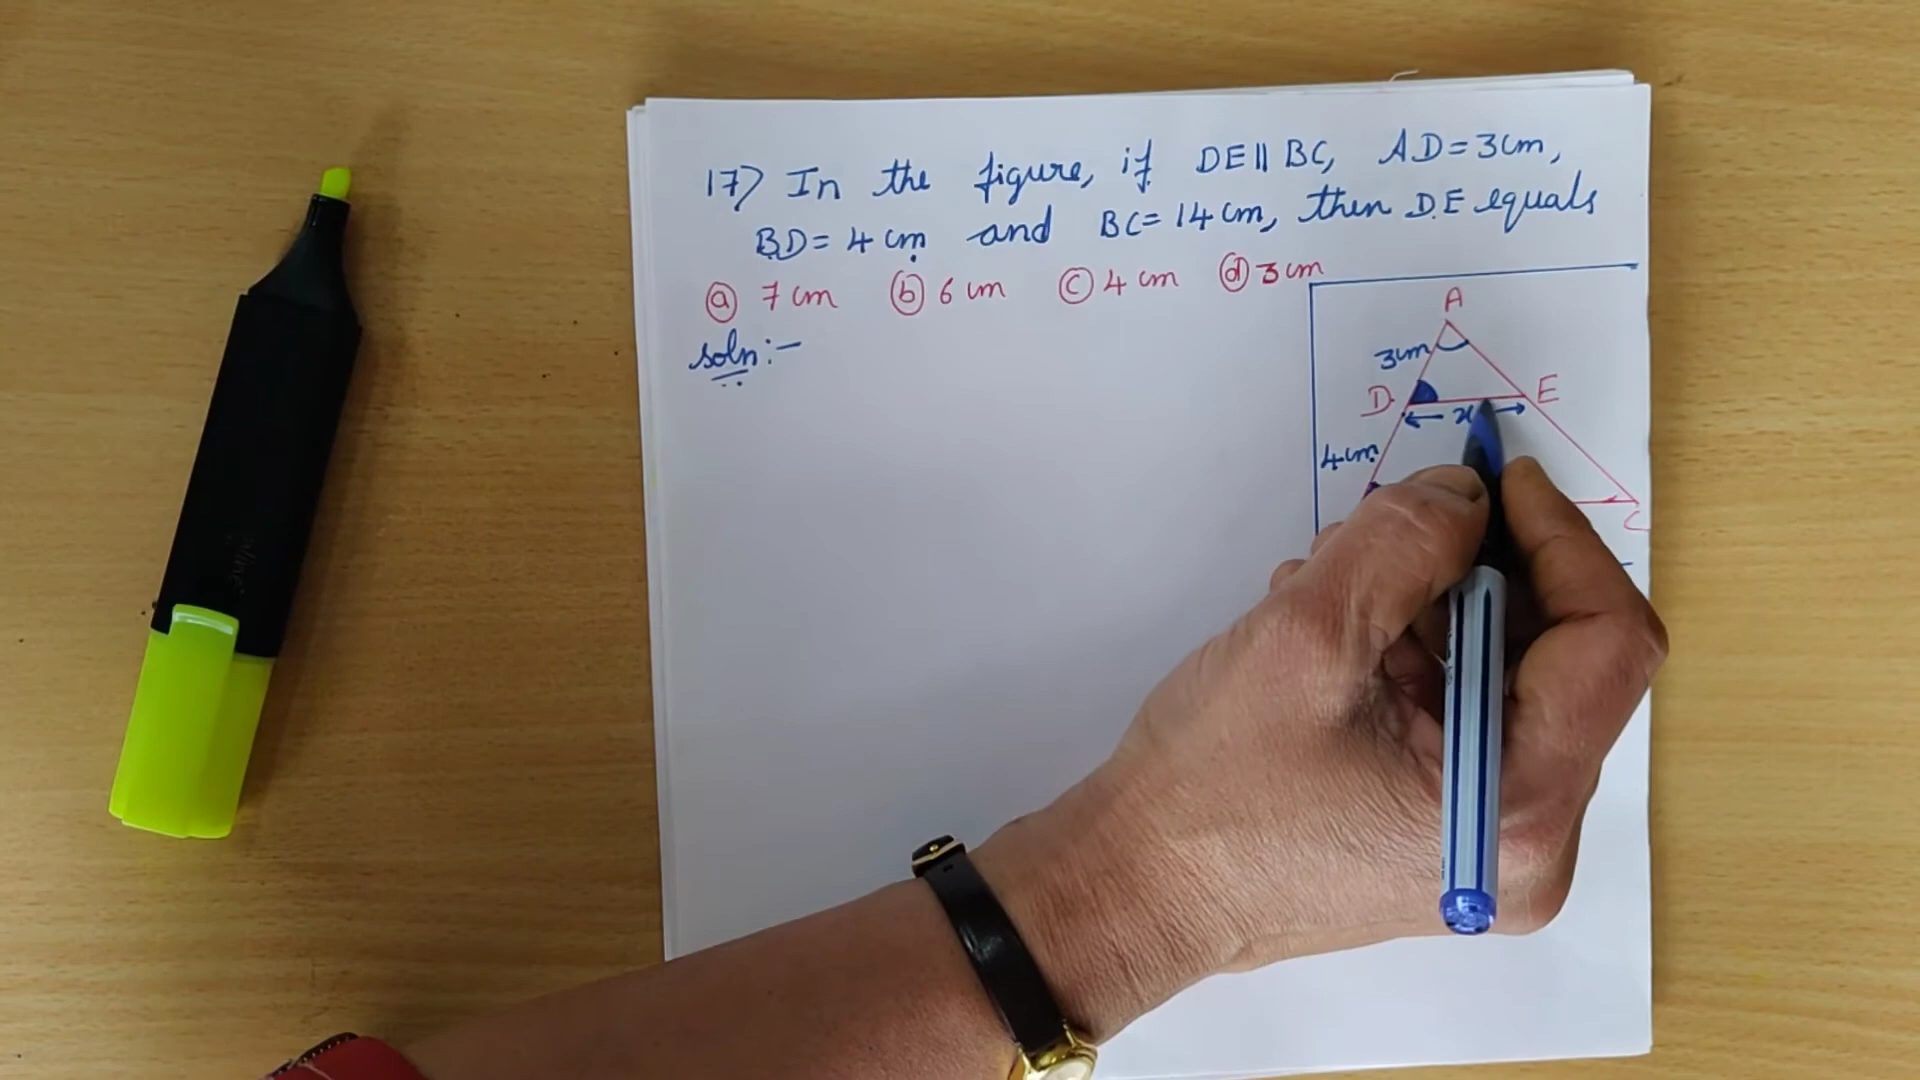 17) In the figure, if DE || BC, AD = 3cm,
BD = 4 cm and BC = 14 cm, then DE equals
(a) 7 cm (b) 6 cm (c) 4 cm (d) 3 cm
soln:-
A
3cm
D E
x
4cm
C